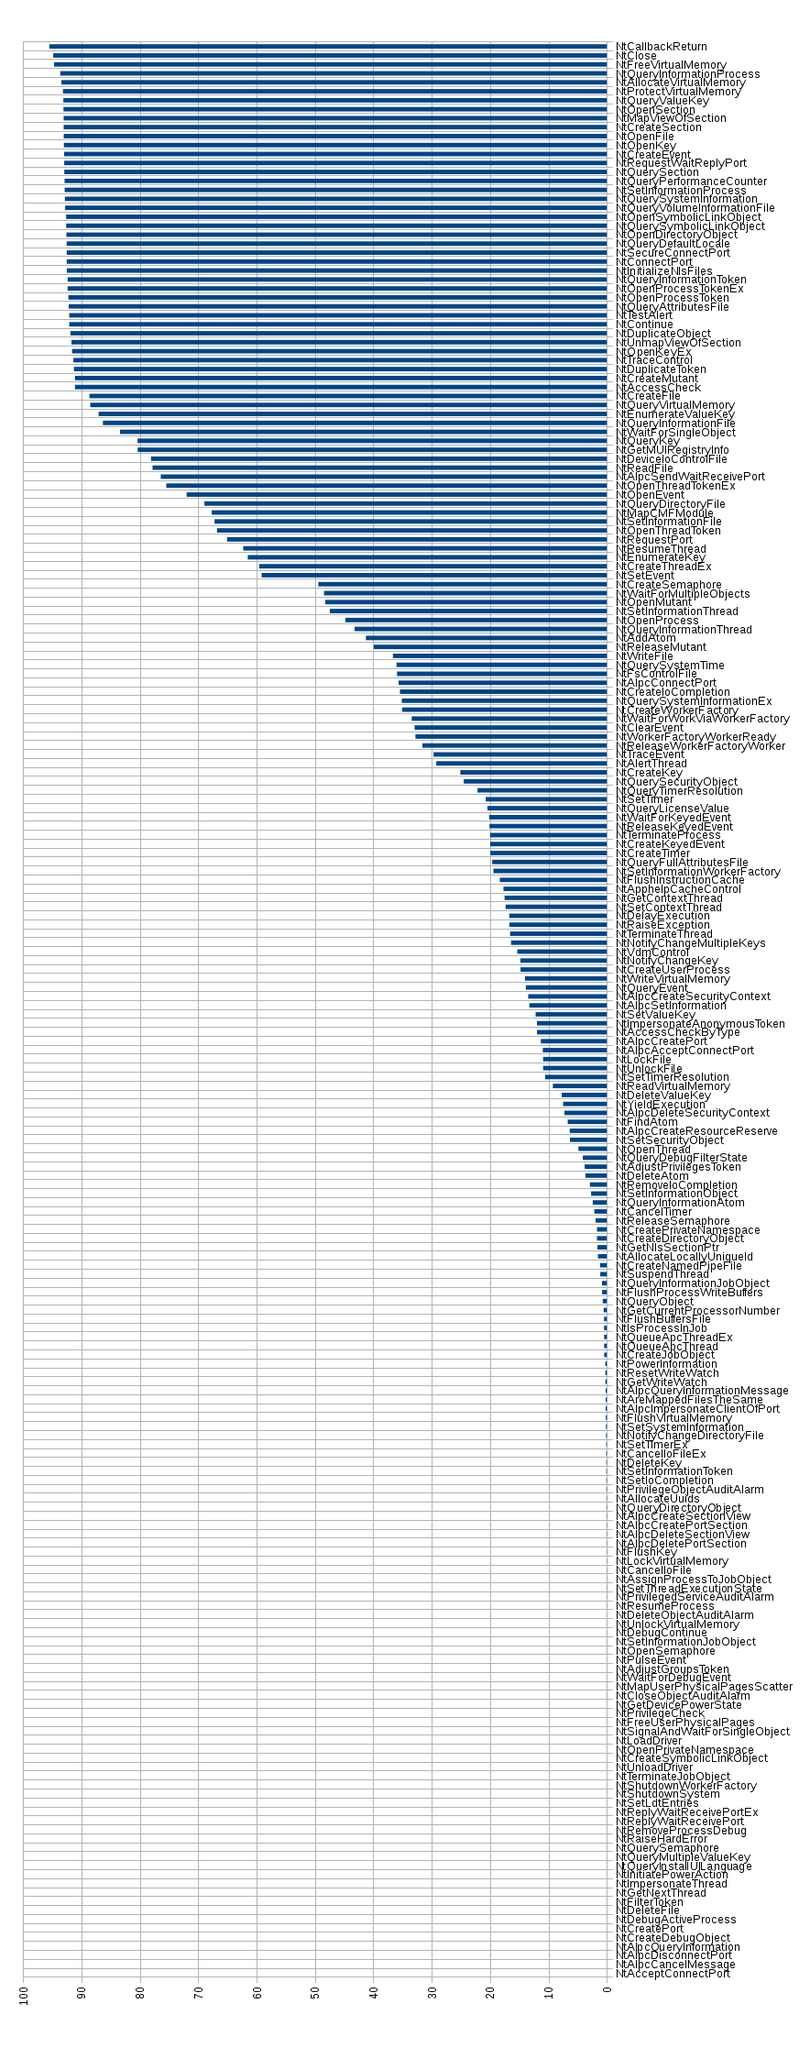 NtCallbackReturn
NtClose
NtFreeVirtualMemory
NtQueryInformationProcess
NtAllocateVirtualMemory
NtProtectVirtualMemory
NtQueryValueKey
NtOpenSection
NtMapViewOfSection
NtCreateSection
NtOpenFile
NtOpenKey
NtCreateEvent
NtRequestWaitReplyPort
NtQuerySection
NtQueryPerformanceCounter
NtSetInformationProcess
NtQuerySystemInformation
NtQueryVolumeInformationFile
NtOpenSymbolicLinkObject
NtQuerySymbolicLinkObject
NtOpenDirectoryObject
NtQueryDefaultLocale
NtSecureConnectPort
NtConnectPort
NtInitializeNlsFiles
NtQueryInformationToken
NtOpenProcessTokenEx
NtOpenProcessToken
NtQueryAttributesFile
NtTestAlert
NtContinue
NtDuplicateObject
NtUnmapViewOfSection
NtOpenKeyEx
NtTraceControl
NtDuplicateToken
NtCreateMutant
NtAccessCheck
NtCreateFile
NtQueryVirtualMemory
NtEnumerateValueKey
NtQueryInformationFile
NtWaitForSingleObject
NtQueryKey
NtGetMUIRegistryInfo
NtDeviceIoControlFile
NtReadFile
NtAlpcSendWaitReceivePort
NtOpenThreadTokenEx
NtOpenEvent
NtQueryDirectoryFile
NtMapCMFModule
NtSetInformationFile
NtOpenThreadToken
NtRequestPort
NtResumeThread
NtEnumerateKey
NtCreateThreadEx
NtSetEvent
NtCreateSemaphore
NtWaitForMultipleObjects
NtOpenMutant
NtSetInformationThread
NtOpenProcess
NtQueryInformationThread
NtAddAtom
NtReleaseMutant
NtWriteFile
NtQuerySystemTime
NtFsControlFile
NtAlpcConnectPort
NtCreateIoCompletion
NtQuerySystemInformationEx
NtCreateWorkerFactory
NtWaitForWorkViaWorkerFactory
NtClearEvent
NtWorkerFactoryWorkerReady
NtReleaseWorkerFactoryWorker
NtTraceEvent
NtAlertThread
NtCreateKey
NtQuerySecurityObject
NtQueryTimerResolution
NtSetTimer
NtQueryLicenseValue
NtWaitForKeyedEvent
NtReleaseKeyedEvent
NtTerminateProcess
NtCreateKeyedEvent
NtCreateTimer
NtQueryFullAttributesFile
NtSetInformationWorkerFactory
NtFlushInstructionCache
NtApphelpCacheControl
NtGetContextThread
NtSetContextThread
NtDelayExecution
NtRaiseException
NtTerminateThread
NtNotifyChangeMultipleKeys
NtVdmControl
NtNotifyChangeKey
NtCreateUserProcess
NtWriteVirtualMemory
NtQueryEvent
NtAlpcCreateSecurityContext
NtAlpcSetInformation
NtSetValueKey
NtImpersonateAnonymousToken
NtAccessCheckByType
NtAlpcCreatePort
NtAlpcAcceptConnectPort
NtLockFile
NtUnlockFile
NtSetTimerResolution
NtReadVirtualMemory
NtDeleteValueKey
NtYieldExecution
NtAlpcDeleteSecurityContext
NtFindAtom
NtAlpcCreateResourceReserve
NtSetSecurityObject
NtOpenThread
NtQueryDebugFilterState
NtAdjustPrivilegesToken
NtDeleteAtom
NtRemoveIoCompletion
NtSetInformationObject
NtQueryInformationAtom
NtCancelTimer
NtReleaseSemaphore
NtCreatePrivateNamespace
NtCreateDirectoryObject
NtGetNlsSectionPtr
NtAllocateLocallyUniqueId
NtCreateNamedPipeFile
NtSuspendThread
NtQueryInformationJobObject
NtFlushProcessWriteBuffers
NtQueryObject
NtGetCurrentProcessorNumber
NtFlushBuffersFile
NtIsProcessInJob
NtQueueApcThreadEx
NtQueueApcThread
NtCreateJobObject
NtPowerInformation
NtResetWriteWatch
NtGetWriteWatch
NtAlpcQueryInformationMessage
NtAreMappedFilesTheSame
NtAlpcImpersonateClientOfPort
NtFlushVirtualMemory
NtSetSystemInformation
NtNotifyChangeDirectoryFile
NtSetTimerEx
NtCancelIoFileEx
NtDeleteKey
NtSetInformationToken
NtSetIoCompletion
NtPrivilegeObjectAuditAlarm
NtAllocateUuids
NtQueryDirectoryObject
NtAlpcCreateSectionView
NtAlpcCreatePortSection
NtAlpcDeleteSectionView
NtAlpcDeletePortSection
NtFlushKey
NtLockVirtualMemory
NtCancelIoFile
NtAssignProcessToJobObject
NtSetThreadExecutionState
NtPrivilegedServiceAuditAlarm
NtResumeProcess
NtDeleteObjectAuditAlarm
NtUnlockVirtualMemory
NtDebugContinue
NtSetInformationJobObject
NtOpenSemaphore
NtPulseEvent
NtAdjustGroupsToken
NtWaitForDebugEvent
NtMapUserPhysicalPagesScatter
NtCloseObjectAuditAlarm
NtGetDevicePowerState
NtPrivilegeCheck
NtFreeUserPhysicalPages
NtSignalAndWaitForSingleObject
NtLoadDriver
NtOpenPrivateNamespace
NtCreateSymbolicLinkObject
NtUnloadDriver
NtTerminateJobObject
NtShutdownWorkerFactory
NtShutdownSystem
NtSetLdtEntries
NtReplyWaitReceivePortEx
NtReplyWaitReceivePort
NtRemoveProcessDebug
NtRaiseHardError
NtQuerySemaphore
NtQueryMultipleValueKey
NtQueryInstallUILanguage
NtInitiatePowerAction
NtImpersonateThread
NtGetNextThread
NtFilterToken
NtDeleteFile
NtDebugActiveProcess
NtCreatePort
NtCreateDebugObject
NtAlpcQueryInformation
NtAlpcDisconnectPort
NtAlpcCancelMessage
NtAcceptConnectPort
100
90
80
70
60
50
40
30
20
10
0